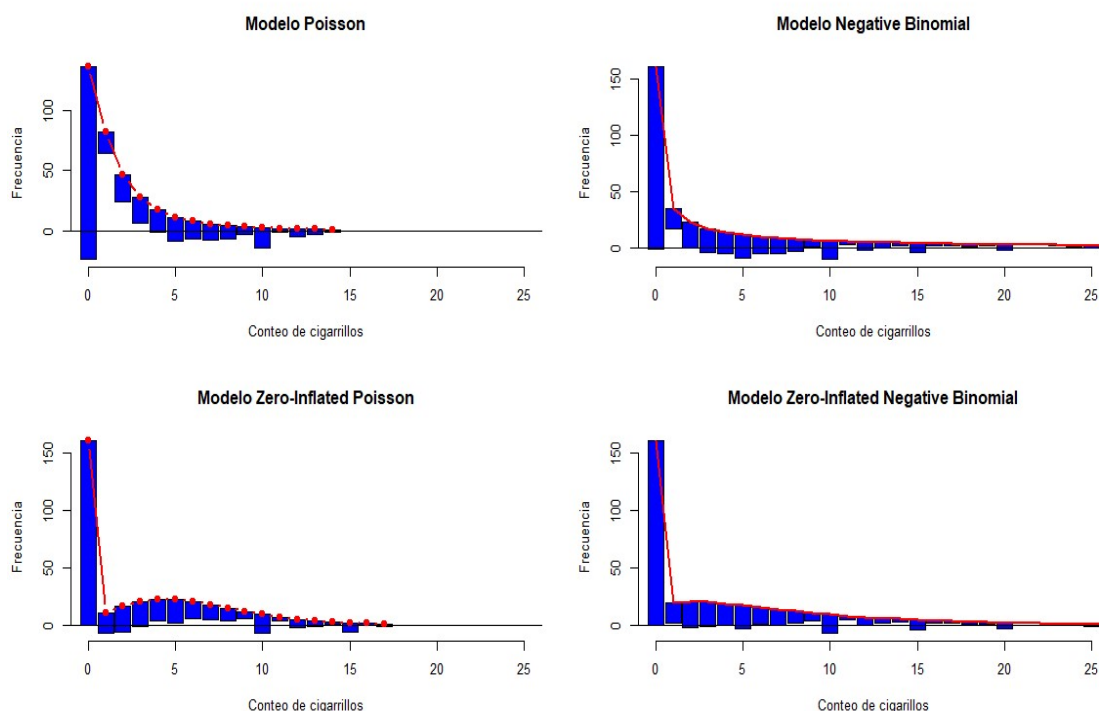 Modelo Poisson
Frecuencia
0 50 100
0 5 10 15 20 25
Conteo de cigarrillos
Modelo Negative Binomial
Frecuencia
0 50 100 150
0 5 10 15 20 25
Conteo de cigarrillos
Modelo Zero-Inflated Poisson
Frecuencia
0 50 100 150
0 5 10 15 20 25
Conteo de cigarrillos
Modelo Zero-Inflated Negative Binomial
Frecuencia
0 50 100 150
0 5 10 15 20 25
Conteo de cigarillos